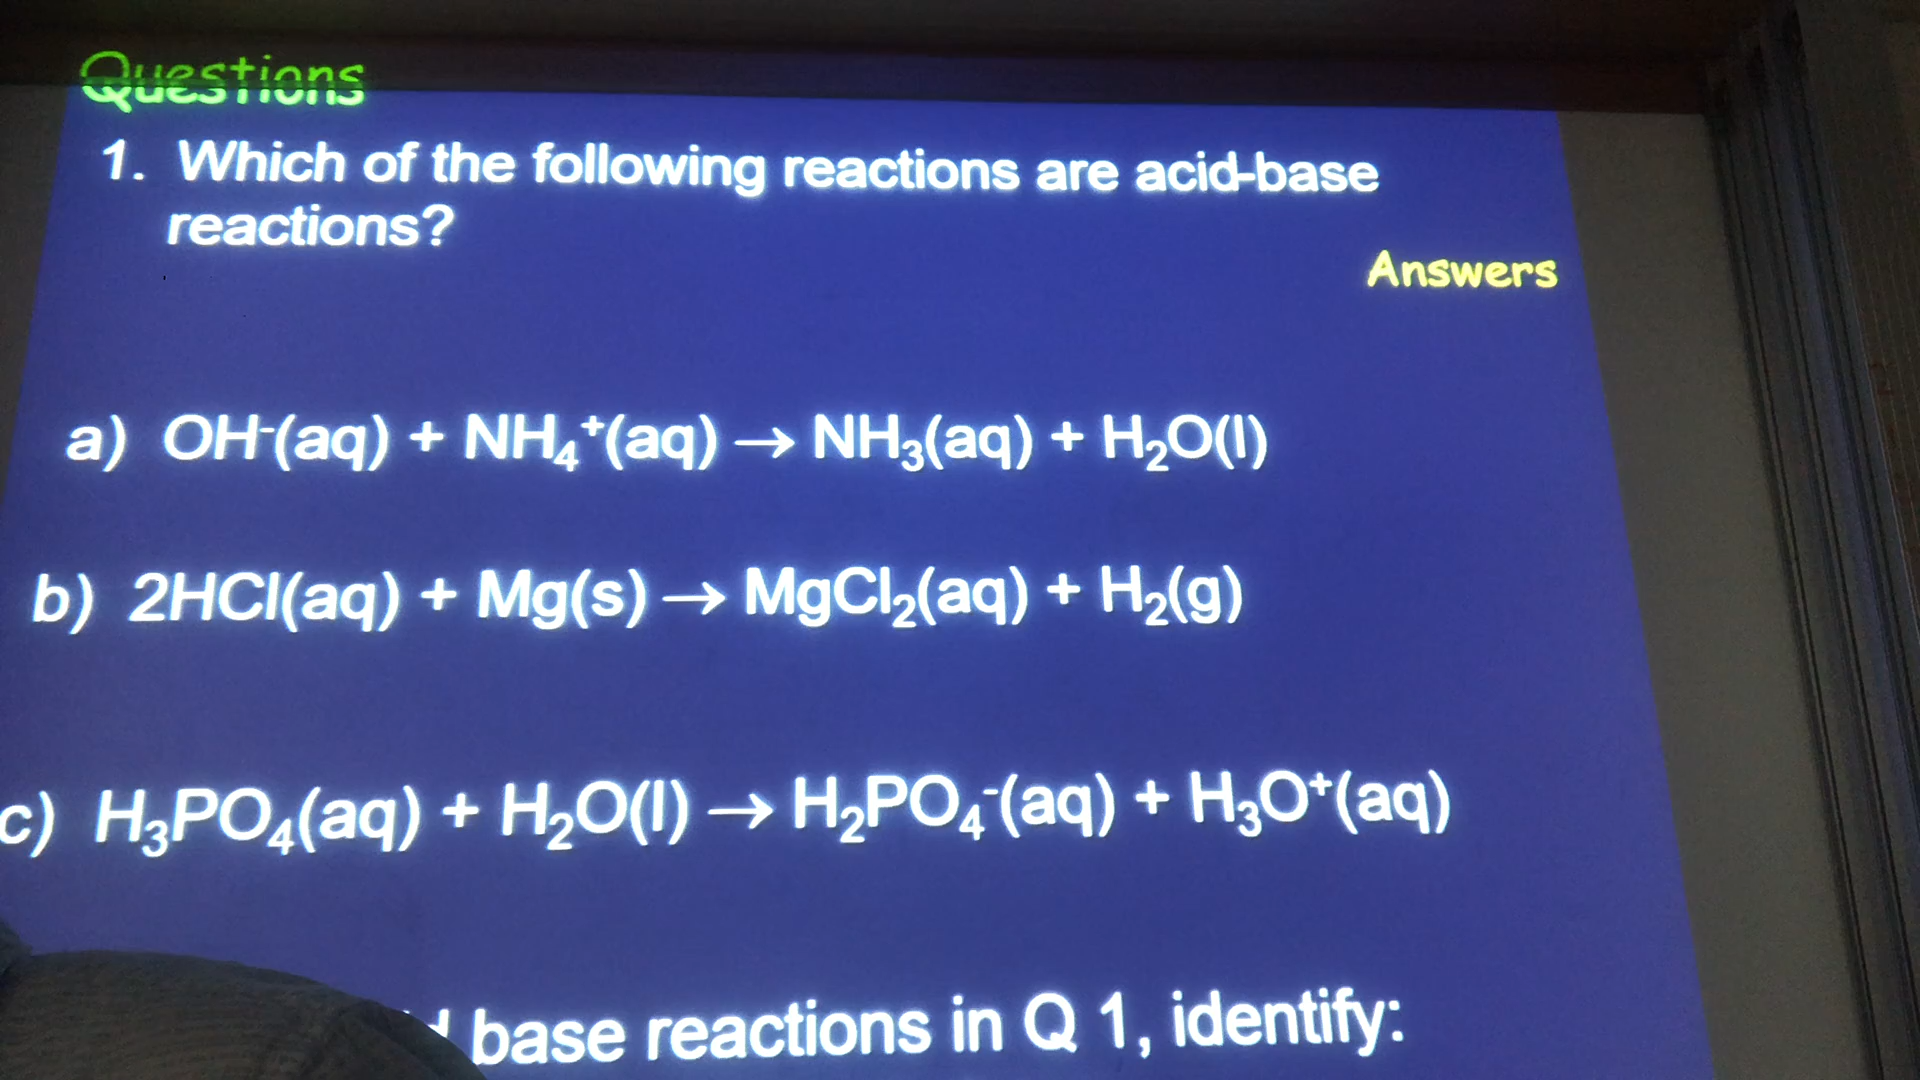 Questions
1. Which of the following reactions are acid-base
reactions?
Answers
a) OH⁻(aq) + NH₄⁺(aq) → NH₃(aq) + H₂O(l)
b) 2HCl(aq) + Mg(s) → MgCl₂(aq) + H₂(g)
c) H₃PO₄(aq) + H₂O(l) → H₂PO₄⁻(aq) + H₃O⁺(aq)
base reactions in Q 1, identify: